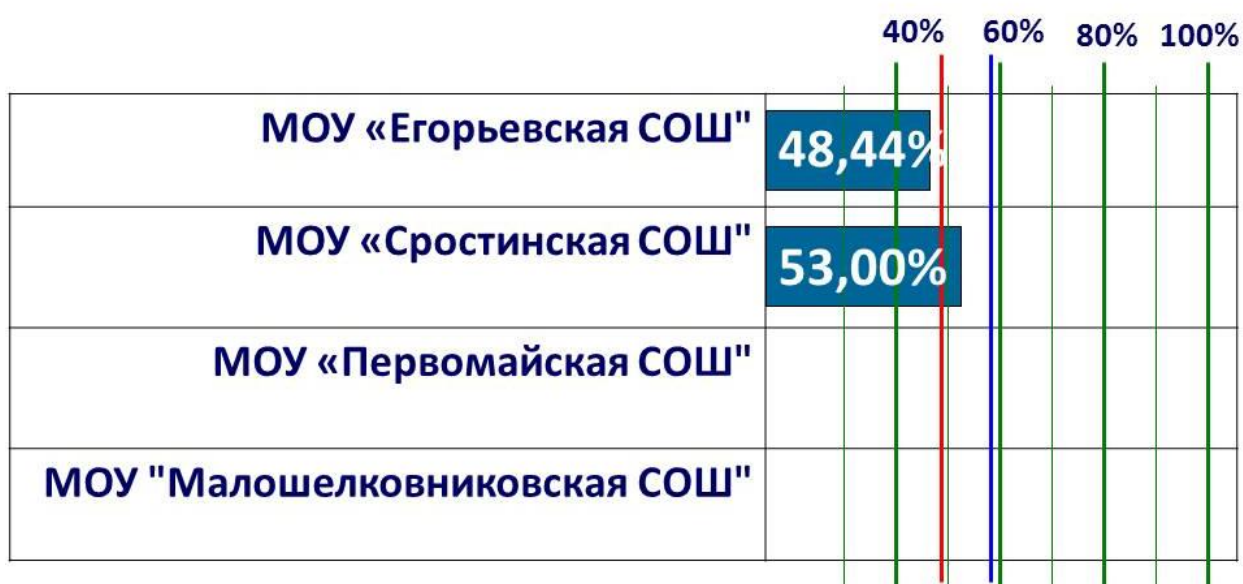 40% 60% 80% 100%
МОУ «Егорьевская СОШ" 48,44%
МОУ «Сростинская СОШ" 53,00%
МОУ «Первомайская СОШ"
МОУ "Малошелковниковская СОШ"